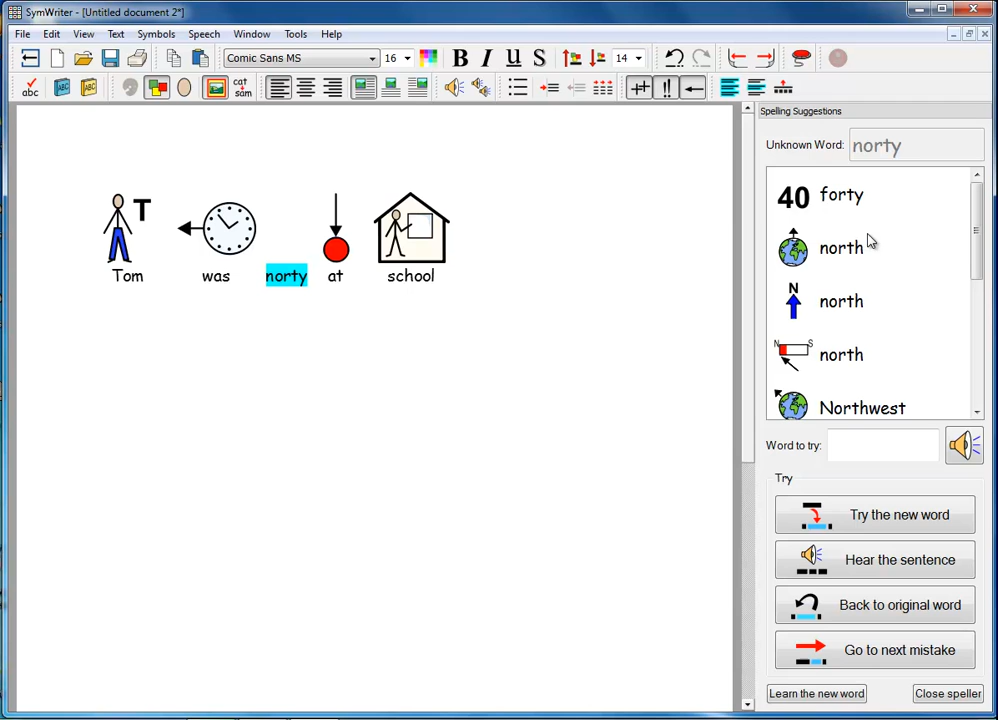 SymWriter - [Untitled document 2*]
File Edit View Text Symbols Speech Window Tools Help
Comic Sans MS 16 B I U S 14
abc ABC ABC cat sam
Spelling Suggestions
Unknown Word: norty
T
Tom was norty at school
40 forty
north
N north
N S north
Northwest
Word to try:
Try
Try the new word
Hear the sentence
Back to original word
Go to next mistake
Learn the new word Close speller